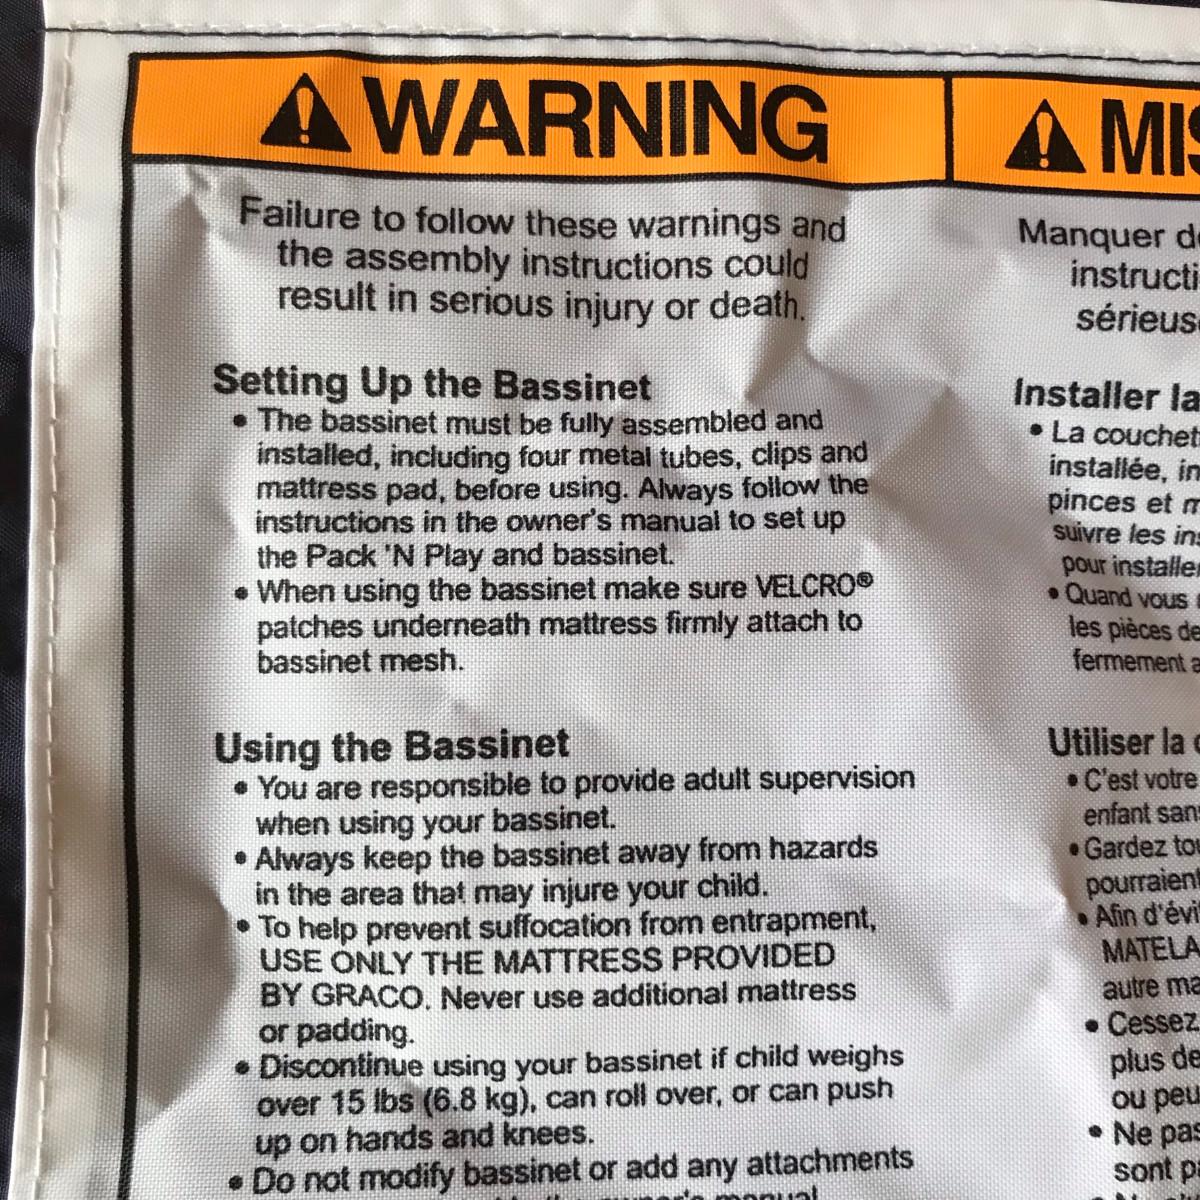 WARNING
Failure to follow these warnings and
the assembly instructions could
result in serious injury or death.
Setting Up the Bassinet
• The bassinet must be fully assembled and
installed, including four metal tubes, clips and
mattress pad, before using. Always follow the
instructions in the owner's manual to set up
the Pack 'N Play and bassinet.
• When using the bassinet make sure VELCRO®
patches underneath mattress firmly attach to
bassinet mesh.
Using the Bassinet
• You are responsible to provide adult supervision
when using your bassinet.
• Always keep the bassinet away from hazards
in the area that may injure your child.
• To help prevent suffocation from entrapment,
USE ONLY THE MATTRESS PROVIDED
BY GRACO. Never use additional mattress
or padding.
• Discontinue using your bassinet if child weighs
over 15 lbs (6.8 kg), can roll over, or can push
up on hands and knees.
• Do not modify bassinet or add any attachments
owner's manual
MIS
Manquer de
instructi
sérieus
Installer la
• La couchet
installée, in
pinces et m
suivre les ins
pour installer
• Quand vous
les pièces de
fermement a
Utiliser la
• C'est votre
enfant sans
• Gardez tou
pourraient
• Afin d'évi
MATELA
autre ma
• Cessez
plus de
ou peu
• Ne pas
sont p